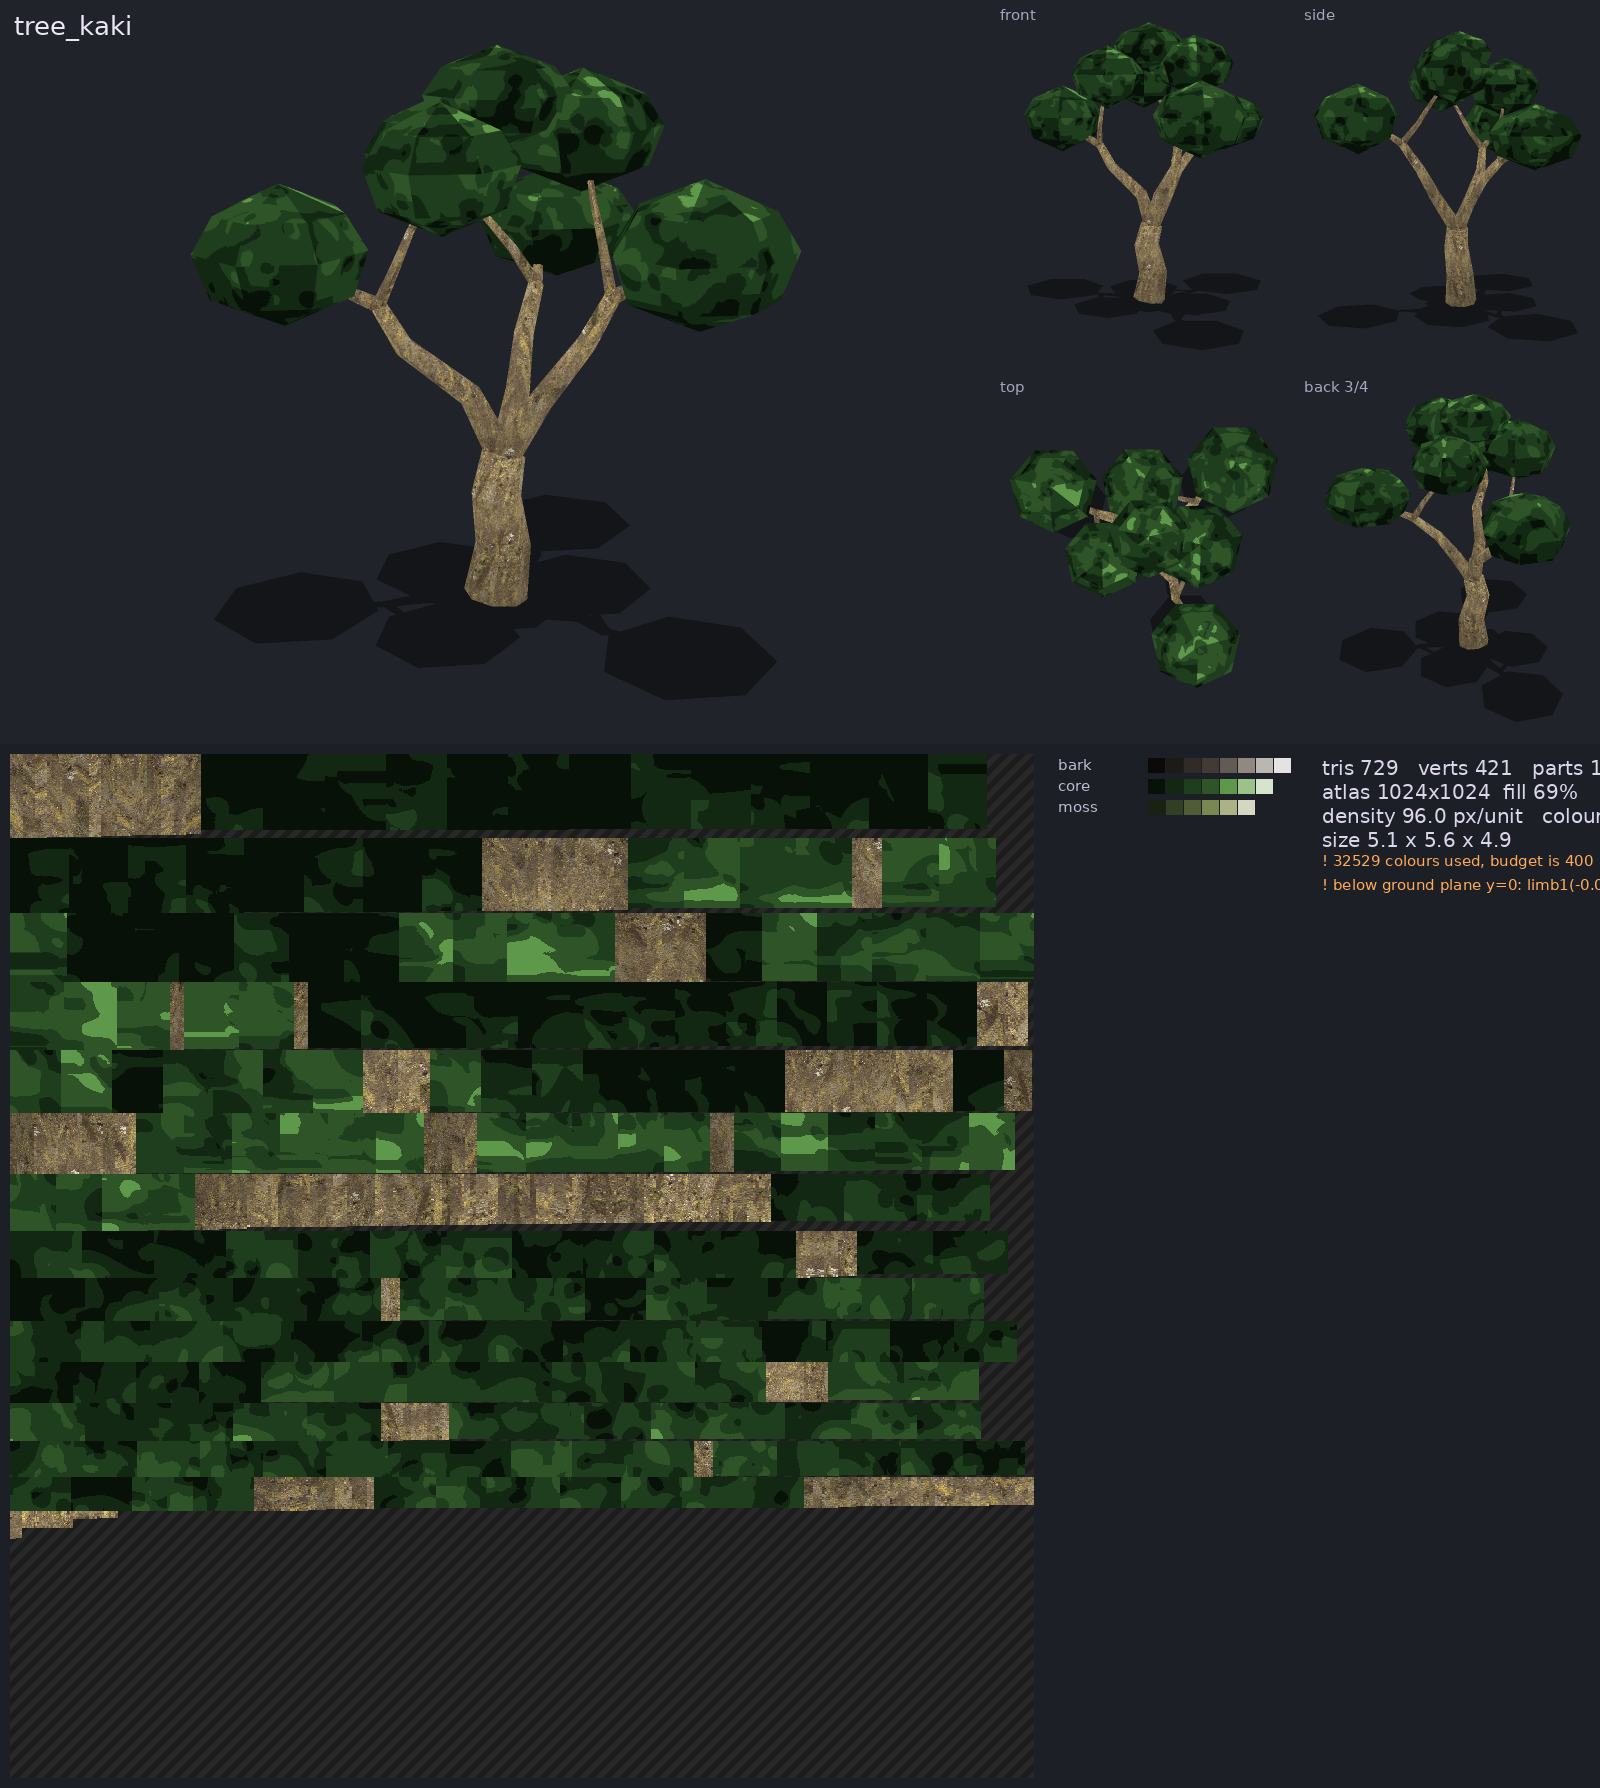 tree_kaki
front
side
top
back 3/4
bark
core
moss
tris 729 verts 421 parts 1
atlas 1024x1024 fill 69%
density 96.0 px/unit colour
size 5.1 x 5.6 x 4.9
! 32529 colours used, budget is 400
! below ground plane y=0: limb1(-0.0